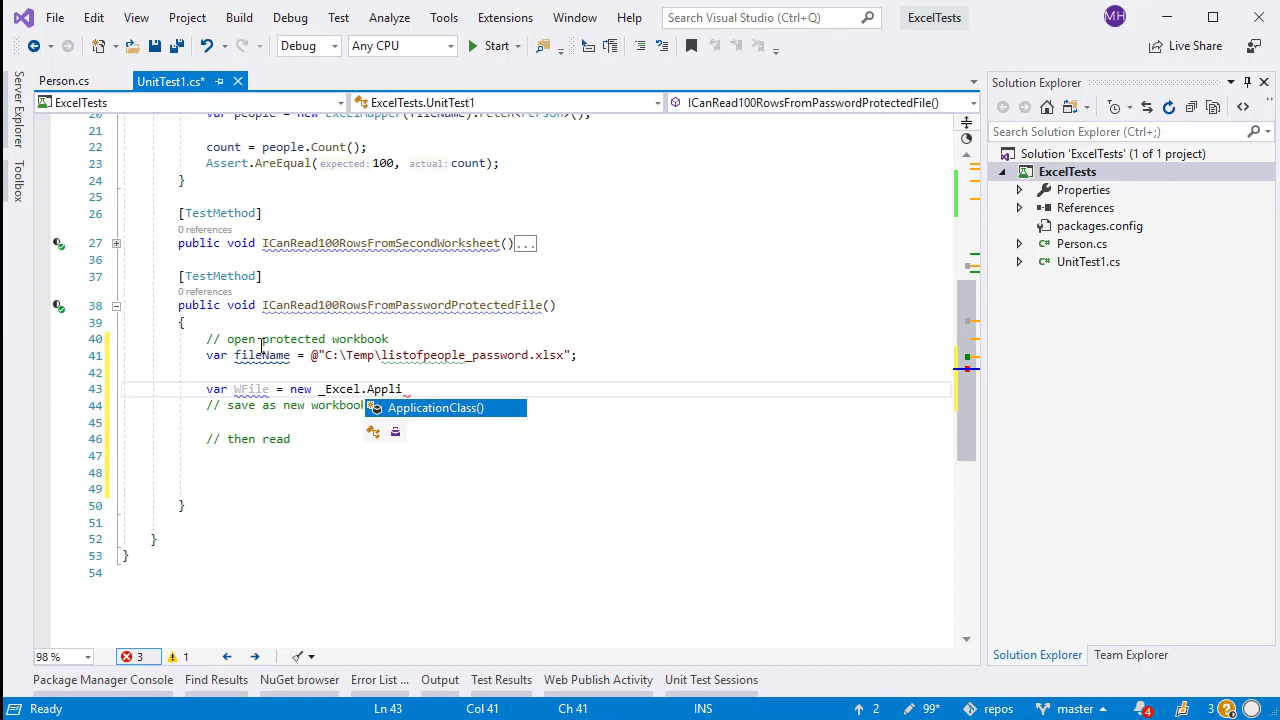 File Edit View Project Build Debug Test Analyze Tools Extensions Window Help Search Visual Studio (Ctrl+Q) ExcelTests MH
Debug Any CPU Start Live Share
Server Explorer
Toolbox
Person.cs UnitTest1.cs*
ExcelTests ExcelTests.UnitTest1 ICanRead100RowsFromPasswordProtectedFile()
20 var people = new ExcelMapper(fileName).Fetch<Person>();
21
22 count = people.Count();
23 Assert.AreEqual(expected: 100, actual: count);
24 }
25
26 [TestMethod]
0 references
27 public void ICanRead100RowsFromSecondWorksheet()...
36
37 [TestMethod]
0 references
38 public void ICanRead100RowsFromPasswordProtectedFile()
39 {
40 // open protected workbook
41 var fileName = @"C:\Temp\listofpeople_password.xlsx";
42
43 var WFile = new _Excel.Appli
44 // save as new workbook
ApplicationClass()
45
46 // then read
47
48
49
50 }
51
52 }
53 }
54
98 % 3 1
Solution Explorer
Search Solution Explorer (Ctrl+;)
Solution 'ExcelTests' (1 of 1 project)
ExcelTests
Properties
References
packages.config
Person.cs
UnitTest1.cs
Solution Explorer Team Explorer
Package Manager Console Find Results NuGet browser Error List ... Output Test Results Web Publish Activity Unit Test Sessions
Ready Ln 43 Col 41 Ch 41 INS 2 99* repos master 4 3